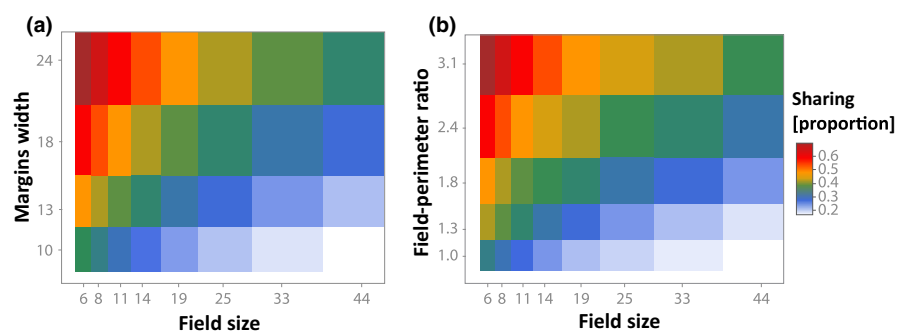 (a)
Margins width
24
18
13
10
6 8 11 14 19 25 33 44
Field size
(b)
Field-perimeter ratio
3.1
2.4
1.8
1.3
1.0
6 8 11 14 19 25 33 44
Field size
Sharing
[proportion]
0.6
0.5
0.4
0.3
0.2